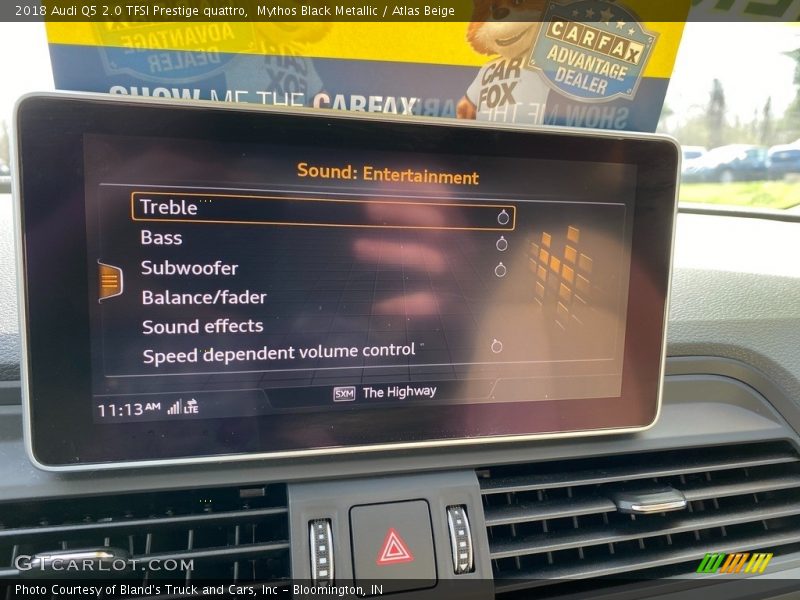 2018 Audi Q5 2.0 TFSI Prestige quattro, Mythos Black Metallic / Atlas Beige
CARFAX
ADVANTAGE
DEALER
CAR
FOX
SHOW ME THE CARFAX
Sound: Entertainment
Treble
Bass
Subwoofer
Balance/fader
Sound effects
Speed dependent volume control
11:13 AM LTE
SXM The Highway
GTCARLOT.COM
Photo Courtesy of Bland's Truck and Cars, Inc – Bloomington, IN